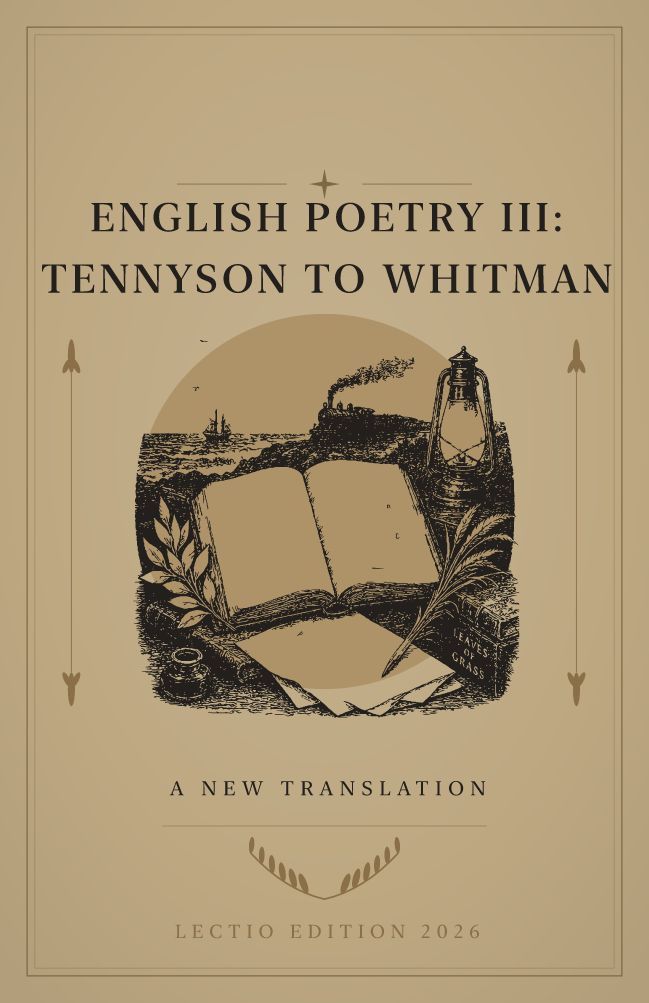 ENGLISH POETRY III:
TENNYSON TO WHITMAN
LEAVES
OF
GRASS
A NEW TRANSLATION
LECTIO EDITION 2026